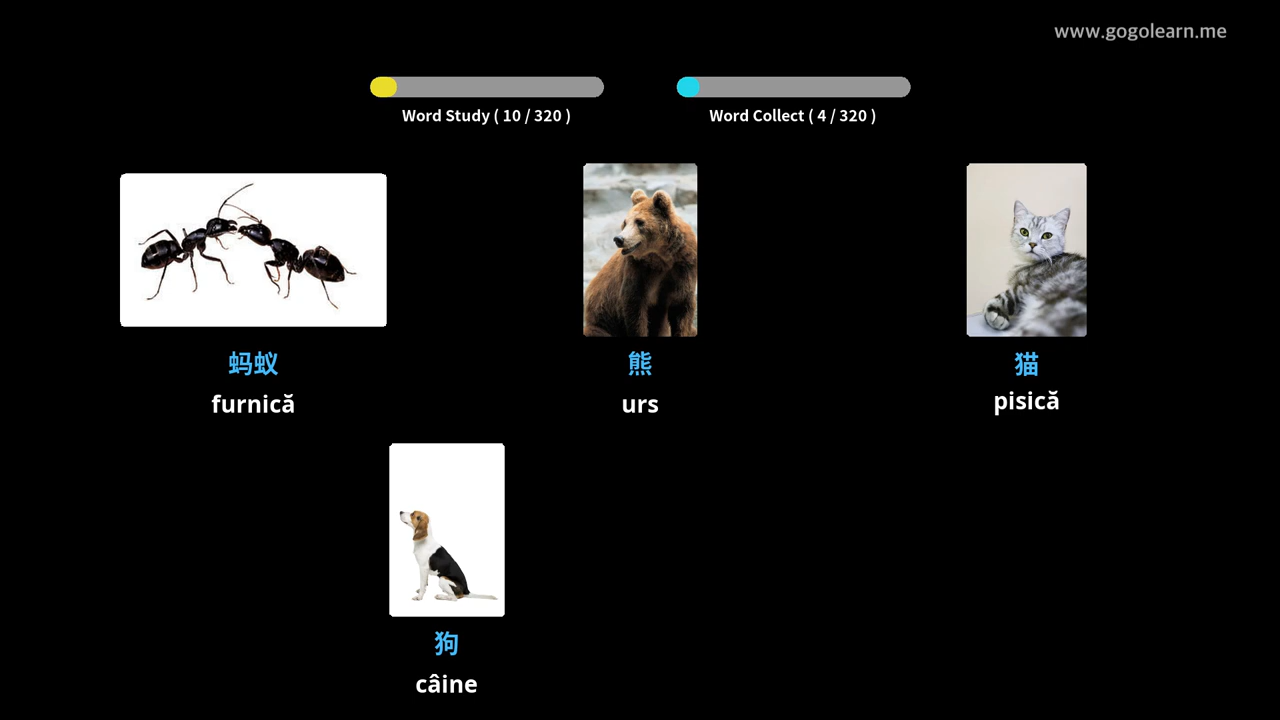 www.gogolearn.me
Word Study ( 10 / 320 )
Word Collect ( 4 / 320 )
蚂蚁
furnică
熊
urs
猫
pisică
狗
câine